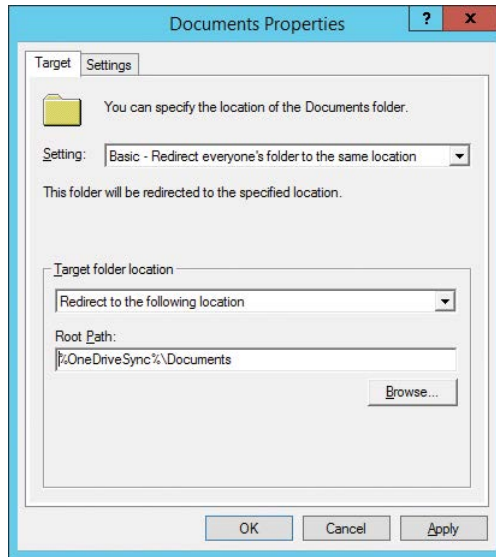 Documents Properties
?
x
Target
Settings
You can specify the location of the Documents folder.
Setting:
Basic - Redirect everyone's folder to the same location
This folder will be redirected to the specified location.
Target folder location
Redirect to the following location
Root Path:
%OneDriveSync%\Documents
Browse...
OK
Cancel
Apply